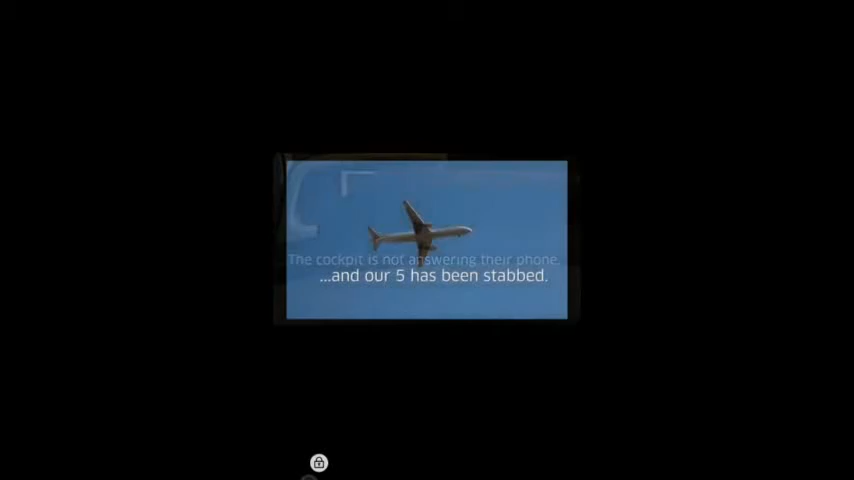 The cockpit is not answering their phone.
...and our 5 has been stabbed.